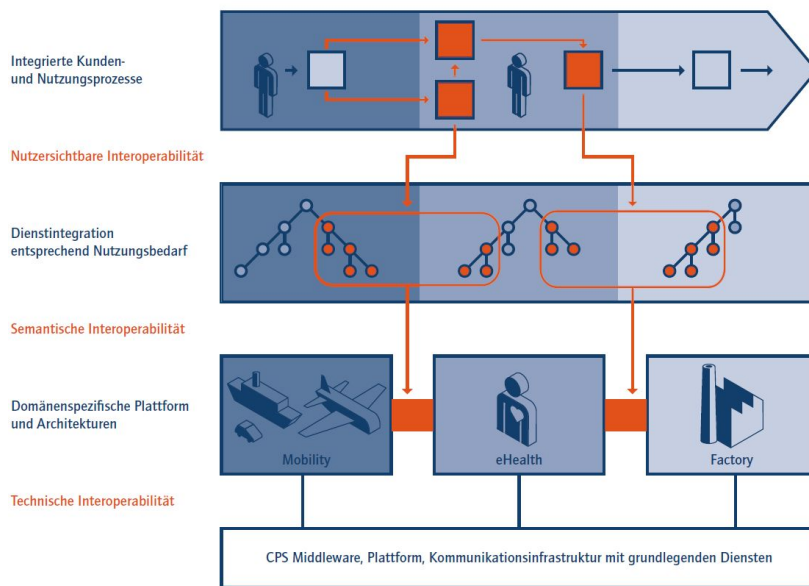 Integrierte Kunden-
und Nutzungsprozesse
Nutzersichtbare Interoperabilität
Dienstintegration
entsprechend Nutzungsbedarf
Semantische Interoperabilität
Domänenspezifische Plattform
und Architekturen
Mobility
eHealth
Factory
Technische Interoperabilität
CPS Middleware, Plattform, Kommunikationsinfrastruktur mit grundlegenden Diensten